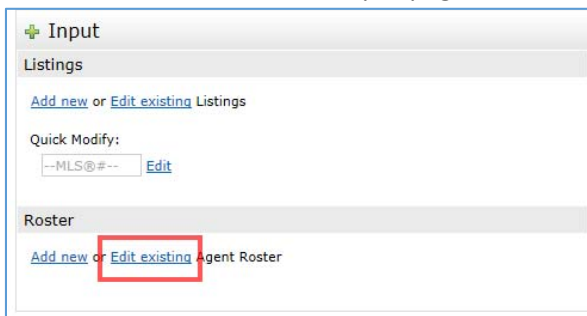 Input
Listings
Add new or Edit existing Listings
Quick Modify:
--MLS®#-- Edit
Roster
Add new or Edit existing Agent Roster